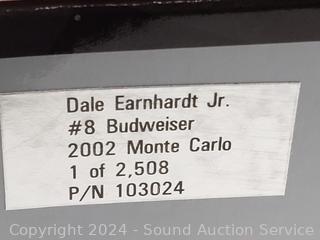 Dale Earnhardt Jr.
#8 Budweiser
2002 Monte Carlo
1 of 2,508
P/N 103024
Copyright 2024 - Sound Auction Service